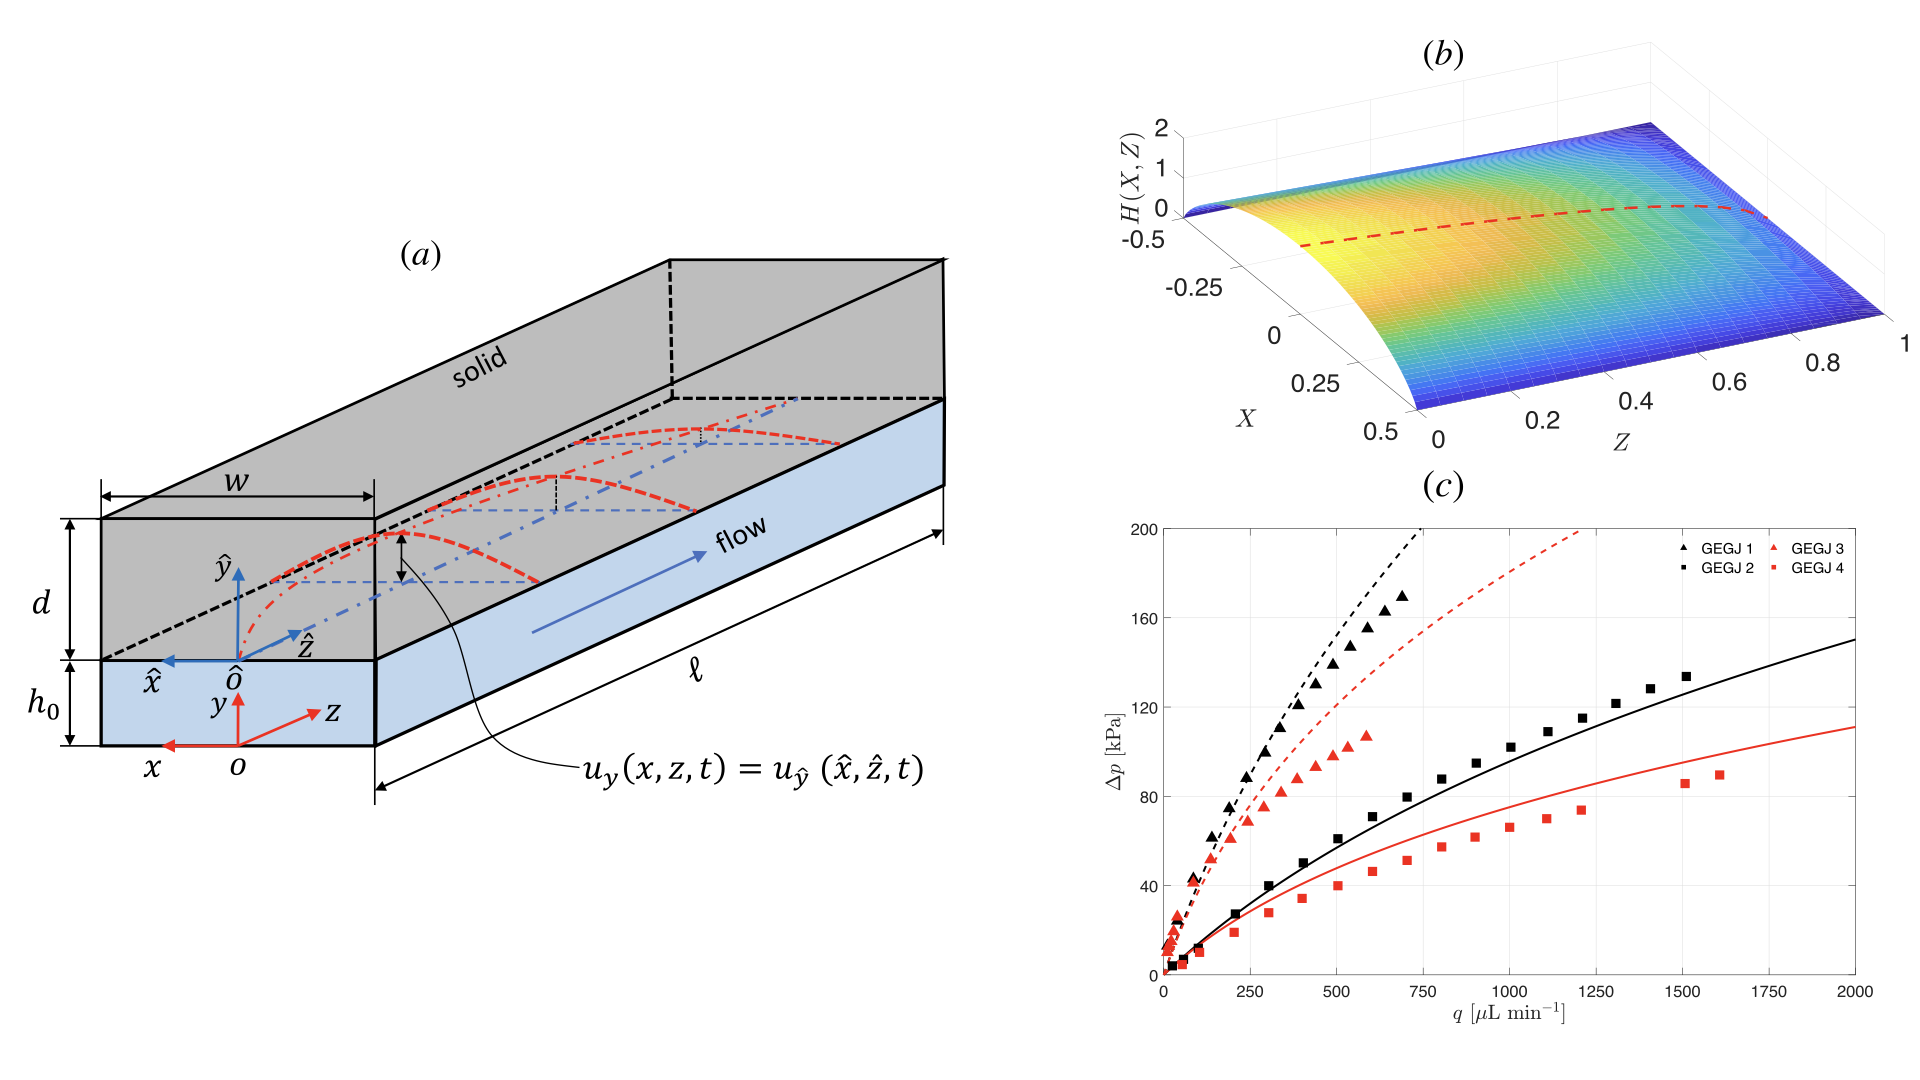 (a)
solid
w
ŷ
flow
d
ẑ
x̂
ô
ℓ
h₀
y
z
x
o
u_y(x, z, t) = u_ŷ (x̂, ẑ, t)
(b)
H(X, Z)
2
1
0
-0.5
-0.25
0
0.25
0.5
X
0
0.2
0.4
0.6
0.8
1
Z
(c)
Δp [kPa]
200
160
120
80
40
0
GEGJ 1
GEGJ 3
GEGJ 2
GEGJ 4
0 250 500 750 1000 1250 1500 1750 2000
q [μL min⁻¹]